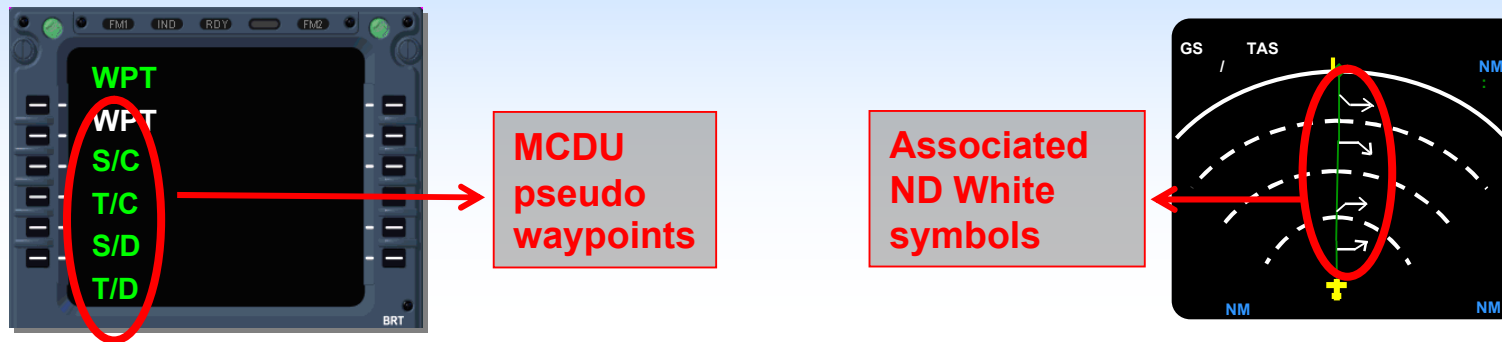 FM1 IND RDY FM2
WPT
WPT
S/C
T/C
S/D
T/D
BRT
MCDU
pseudo
waypoints
Associated
ND White
symbols
GS TAS
/
NM
:
NM
NM